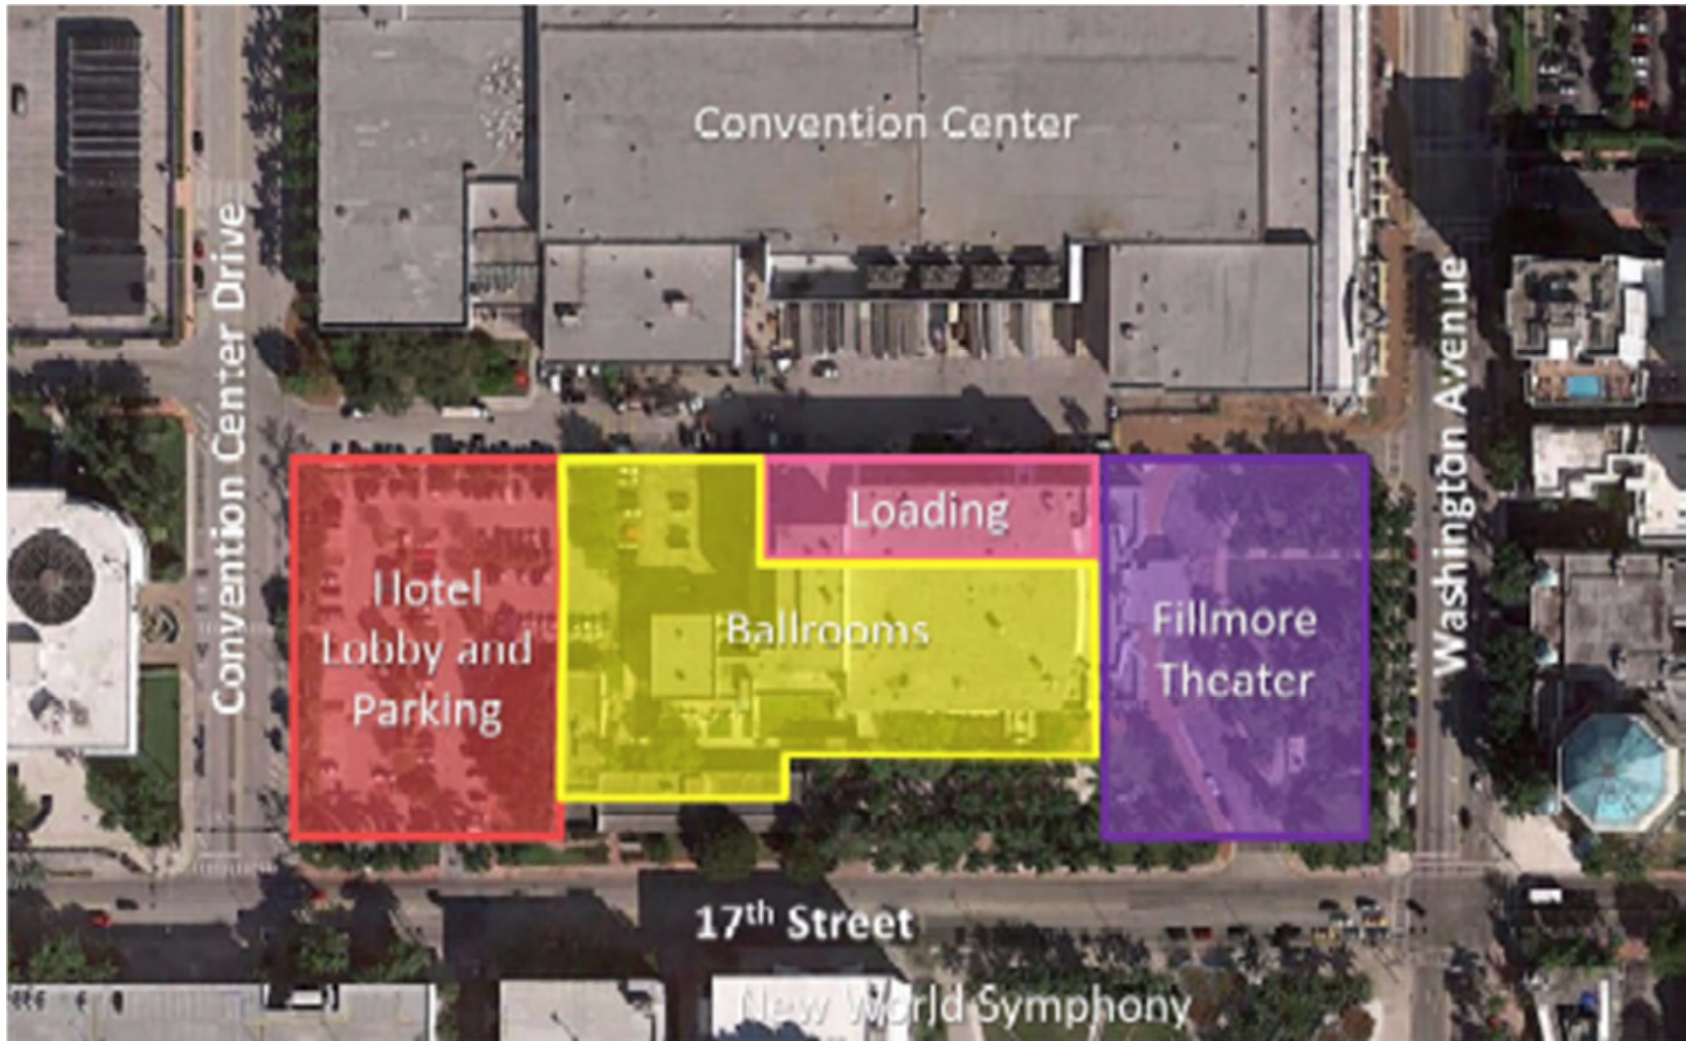 Convention Center
Convention Center Drive
Washington Avenue
Loading
Hotel
Lobby and
Parking
Ballrooms
Fillmore
Theater
17th Street
New World Symphony